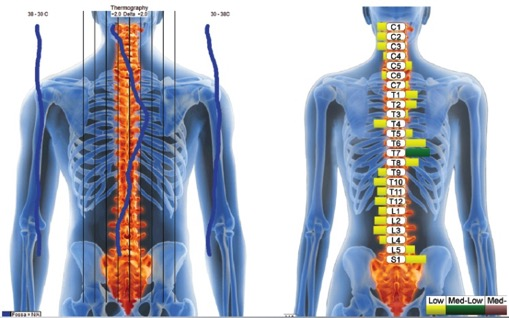 Thermography
38 - 30 C
+2.0 Delta +2.0
30 - 38C
C1
C2
C3
C4
C5
C6
C7
T1
T2
T3
T4
T5
T6
T7
T8
T9
T10
T11
T12
L1
L2
L3
L4
L5
S1
Low Med-Low Med-